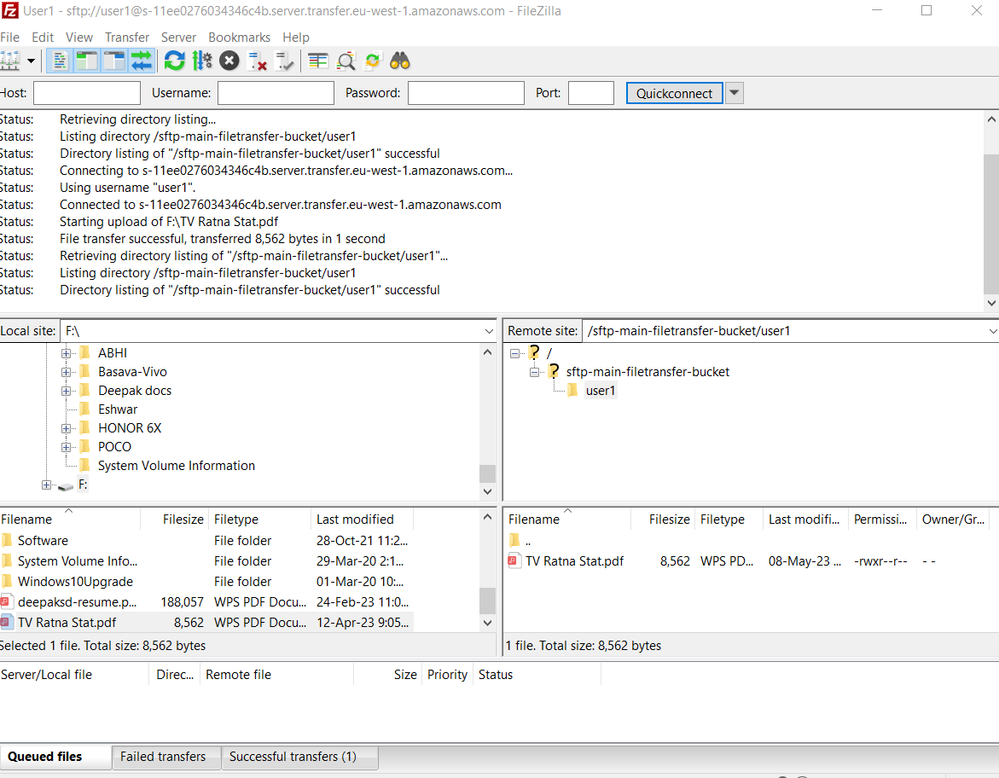 User1 - sftp://user1@s-11ee0276034346c4b.server.transfer.eu-west-1.amazonaws.com - FileZilla
File Edit View Transfer Server Bookmarks Help
Host: Username: Password: Port: Quickconnect
Status: Retrieving directory listing...
Status: Listing directory /sftp-main-filetransfer-bucket/user1
Status: Directory listing of "/sftp-main-filetransfer-bucket/user1" successful
Status: Connecting to s-11ee0276034346c4b.server.transfer.eu-west-1.amazonaws.com...
Status: Using username "user1".
Status: Connected to s-11ee0276034346c4b.server.transfer.eu-west-1.amazonaws.com
Status: Starting upload of F:\TV Ratna Stat.pdf
Status: File transfer successful, transferred 8,562 bytes in 1 second
Status: Retrieving directory listing of "/sftp-main-filetransfer-bucket/user1"...
Status: Listing directory /sftp-main-filetransfer-bucket/user1
Status: Directory listing of "/sftp-main-filetransfer-bucket/user1" successful
Local site: F:\
ABHI
Basava-Vivo
Deepak docs
Eshwar
HONOR 6X
POCO
System Volume Information
F:
Remote site: /sftp-main-filetransfer-bucket/user1
? /
? sftp-main-filetransfer-bucket
user1
Filename Filesize Filetype Last modified
Software File folder 28-Oct-21 11:2...
System Volume Info... File folder 29-Mar-20 2:1...
Windows10Upgrade File folder 01-Mar-20 10:...
deepaksd-resume.p... 188,057 WPS PDF Docu... 24-Feb-23 11:0...
TV Ratna Stat.pdf 8,562 WPS PDF Docu... 12-Apr-23 9:05...
Selected 1 file. Total size: 8,562 bytes
Filename Filesize Filetype Last modifi... Permissi... Owner/Gr...
..
TV Ratna Stat.pdf 8,562 WPS PD... 08-May-23 ... -rwxr--r-- - -
1 file. Total size: 8,562 bytes
Server/Local file Direc... Remote file Size Priority Status
Queued files Failed transfers Successful transfers (1)